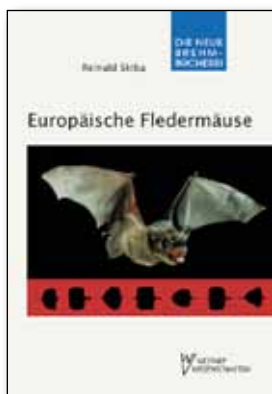 DIE NEUE
BREHM-
BÜCHEREI
Reinald Skiba
Europäische Fledermäuse